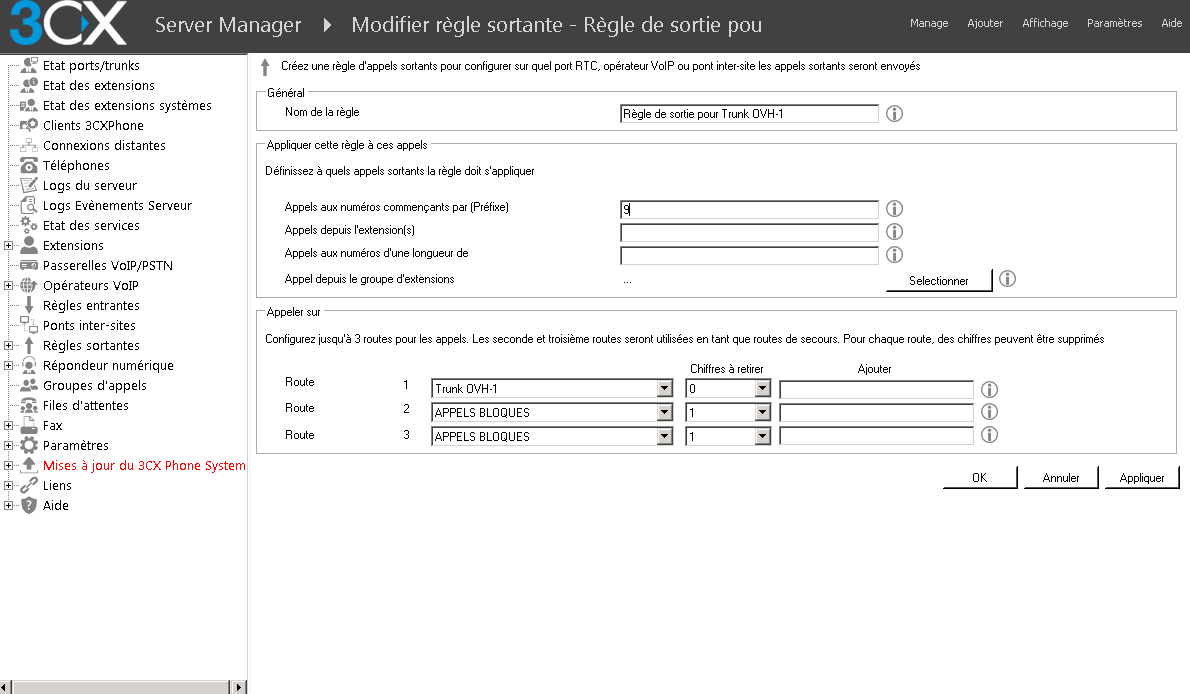 3CX Server Manager Modifier règle sortante - Règle de sortie pou Manage Ajouter Affichage Paramètres Aide
Etat ports/trunks
Etat des extensions
Etat des extensions systèmes
Clients 3CXPhone
Connexions distantes
Téléphones
Logs du serveur
Logs Evènements Serveur
Etat des services
Extensions
Passerelles VoIP/PSTN
Opérateurs VoIP
Règles entrantes
Ponts inter-sites
Règles sortantes
Répondeur numérique
Groupes d'appels
Files d'attentes
Fax
Paramètres
Mises à jour du 3CX Phone System
Liens
Aide
Créez une règle d'appels sortants pour configurer sur quel port RTC, opérateur VoIP ou pont inter-site les appels sortants seront envoyés
Général
Nom de la règle Règle de sortie pour Trunk OVH-1
Appliquer cette règle à ces appels
Définissez à quels appels sortants la règle doit s'appliquer
Appels aux numéros commençants par (Préfixe) 9
Appels depuis l'extension(s)
Appels aux numéros d'une longueur de
Appel depuis le groupe d'extensions ... Selectionner
Appeler sur
Configurez jusqu'à 3 routes pour les appels. Les seconde et troisième routes seront utilisées en tant que routes de secours. Pour chaque route, des chiffres peuvent être supprimés
Chiffres à retirer Ajouter
Route 1 Trunk OVH-1 0
Route 2 APPELS BLOQUES 1
Route 3 APPELS BLOQUES 1
OK Annuler Appliquer